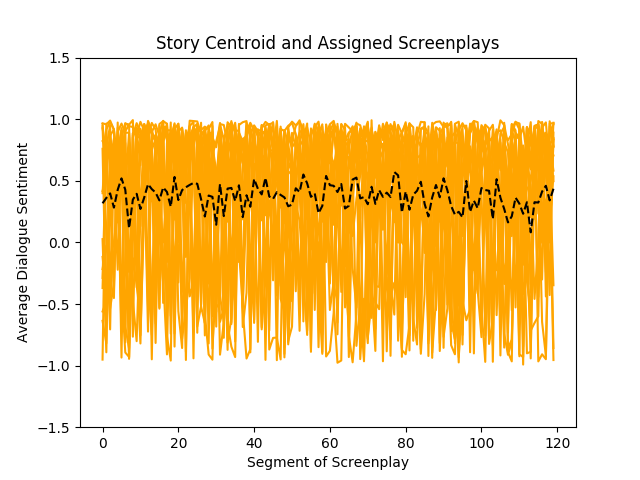 Story Centroid and Assigned Screenplays
1.5
1.0
0.5
0.0
−0.5
−1.0
−1.5
Average Dialogue Sentiment
0 20 40 60 80 100 120
Segment of Screenplay